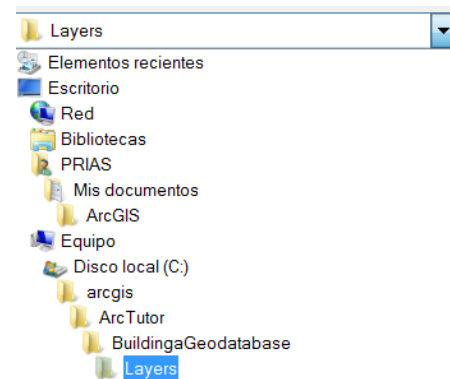 Layers
Elementos recientes
Escritorio
Red
Bibliotecas
PRIAS
Mis documentos
ArcGIS
Equipo
Disco local (C:)
arcgis
ArcTutor
BuildingaGeodatabase
Layers